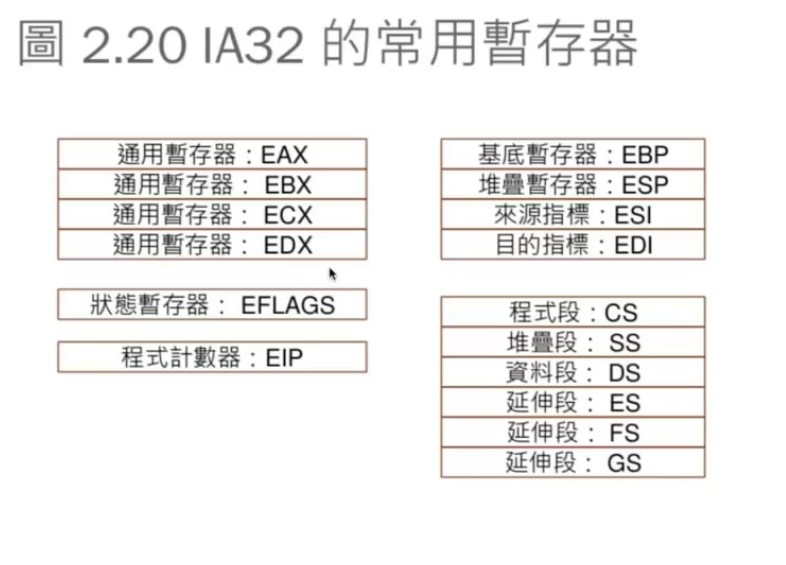 圖 2.20 IA32 的常用暫存器
通用暫存器：EAX
通用暫存器： EBX
通用暫存器： ECX
通用暫存器： EDX
狀態暫存器： EFLAGS
程式計數器：EIP
基底暫存器：EBP
堆疊暫存器：ESP
來源指標：ESI
目的指標：EDI
程式段：CS
堆疊段： SS
資料段： DS
延伸段： ES
延伸段： FS
延伸段： GS